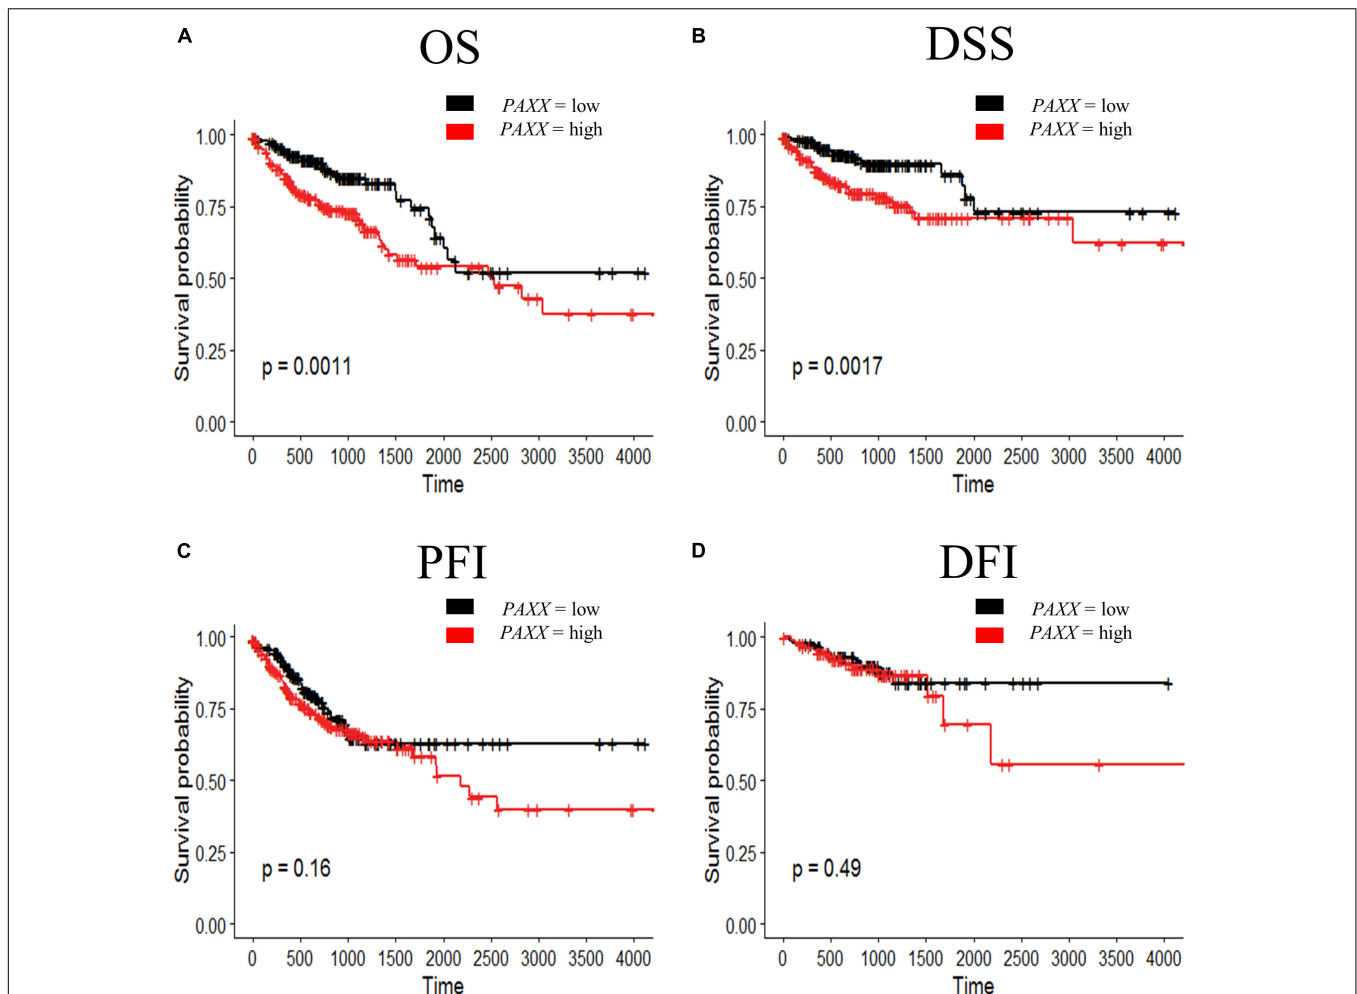 A
OS
PAXX = low
PAXX = high
1.00
0.75
0.50
0.25
0.00
Survival probability
p = 0.0011
0 500 1000 1500 2000 2500 3000 3500 4000
Time
B
DSS
PAXX = low
PAXX = high
1.00
0.75
0.50
0.25
0.00
Survival probability
p = 0.0017
0 500 1000 1500 2000 2500 3000 3500 4000
Time
C
PFI
PAXX = low
PAXX = high
1.00
0.75
0.50
0.25
0.00
Survival probability
p = 0.16
0 500 1000 1500 2000 2500 3000 3500 4000
Time
D
DFI
PAXX = low
PAXX = high
1.00
0.75
0.50
0.25
0.00
Survival probability
p = 0.49
0 500 1000 1500 2000 2500 3000 3500 4000
Time